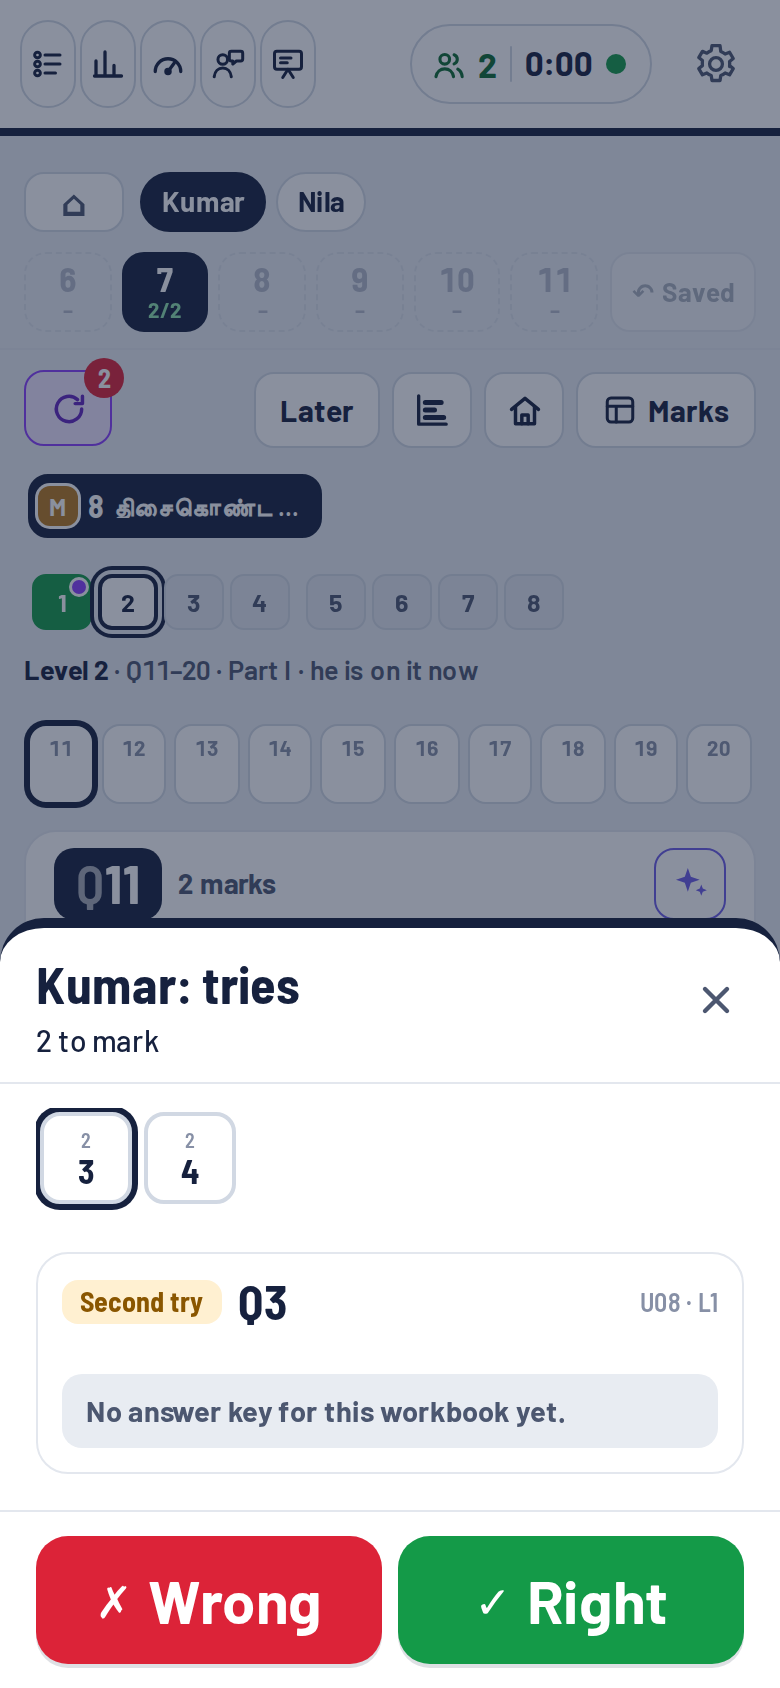 2 0:00
Kumar Nila
6 7 8 9 10 11 ↶ Saved
- 2/2 - - - -
2
Later Marks
M 8 திசைகொண்ட ...
1 2 3 4 5 6 7 8
Level 2 · Q11–20 · Part I · he is on it now
11 12 13 14 15 16 17 18 19 20
Q11 2 marks
Kumar: tries
2 to mark
2 2
3 4
Second try Q3 U08 · L1
No answer key for this workbook yet.
✗ Wrong ✓ Right